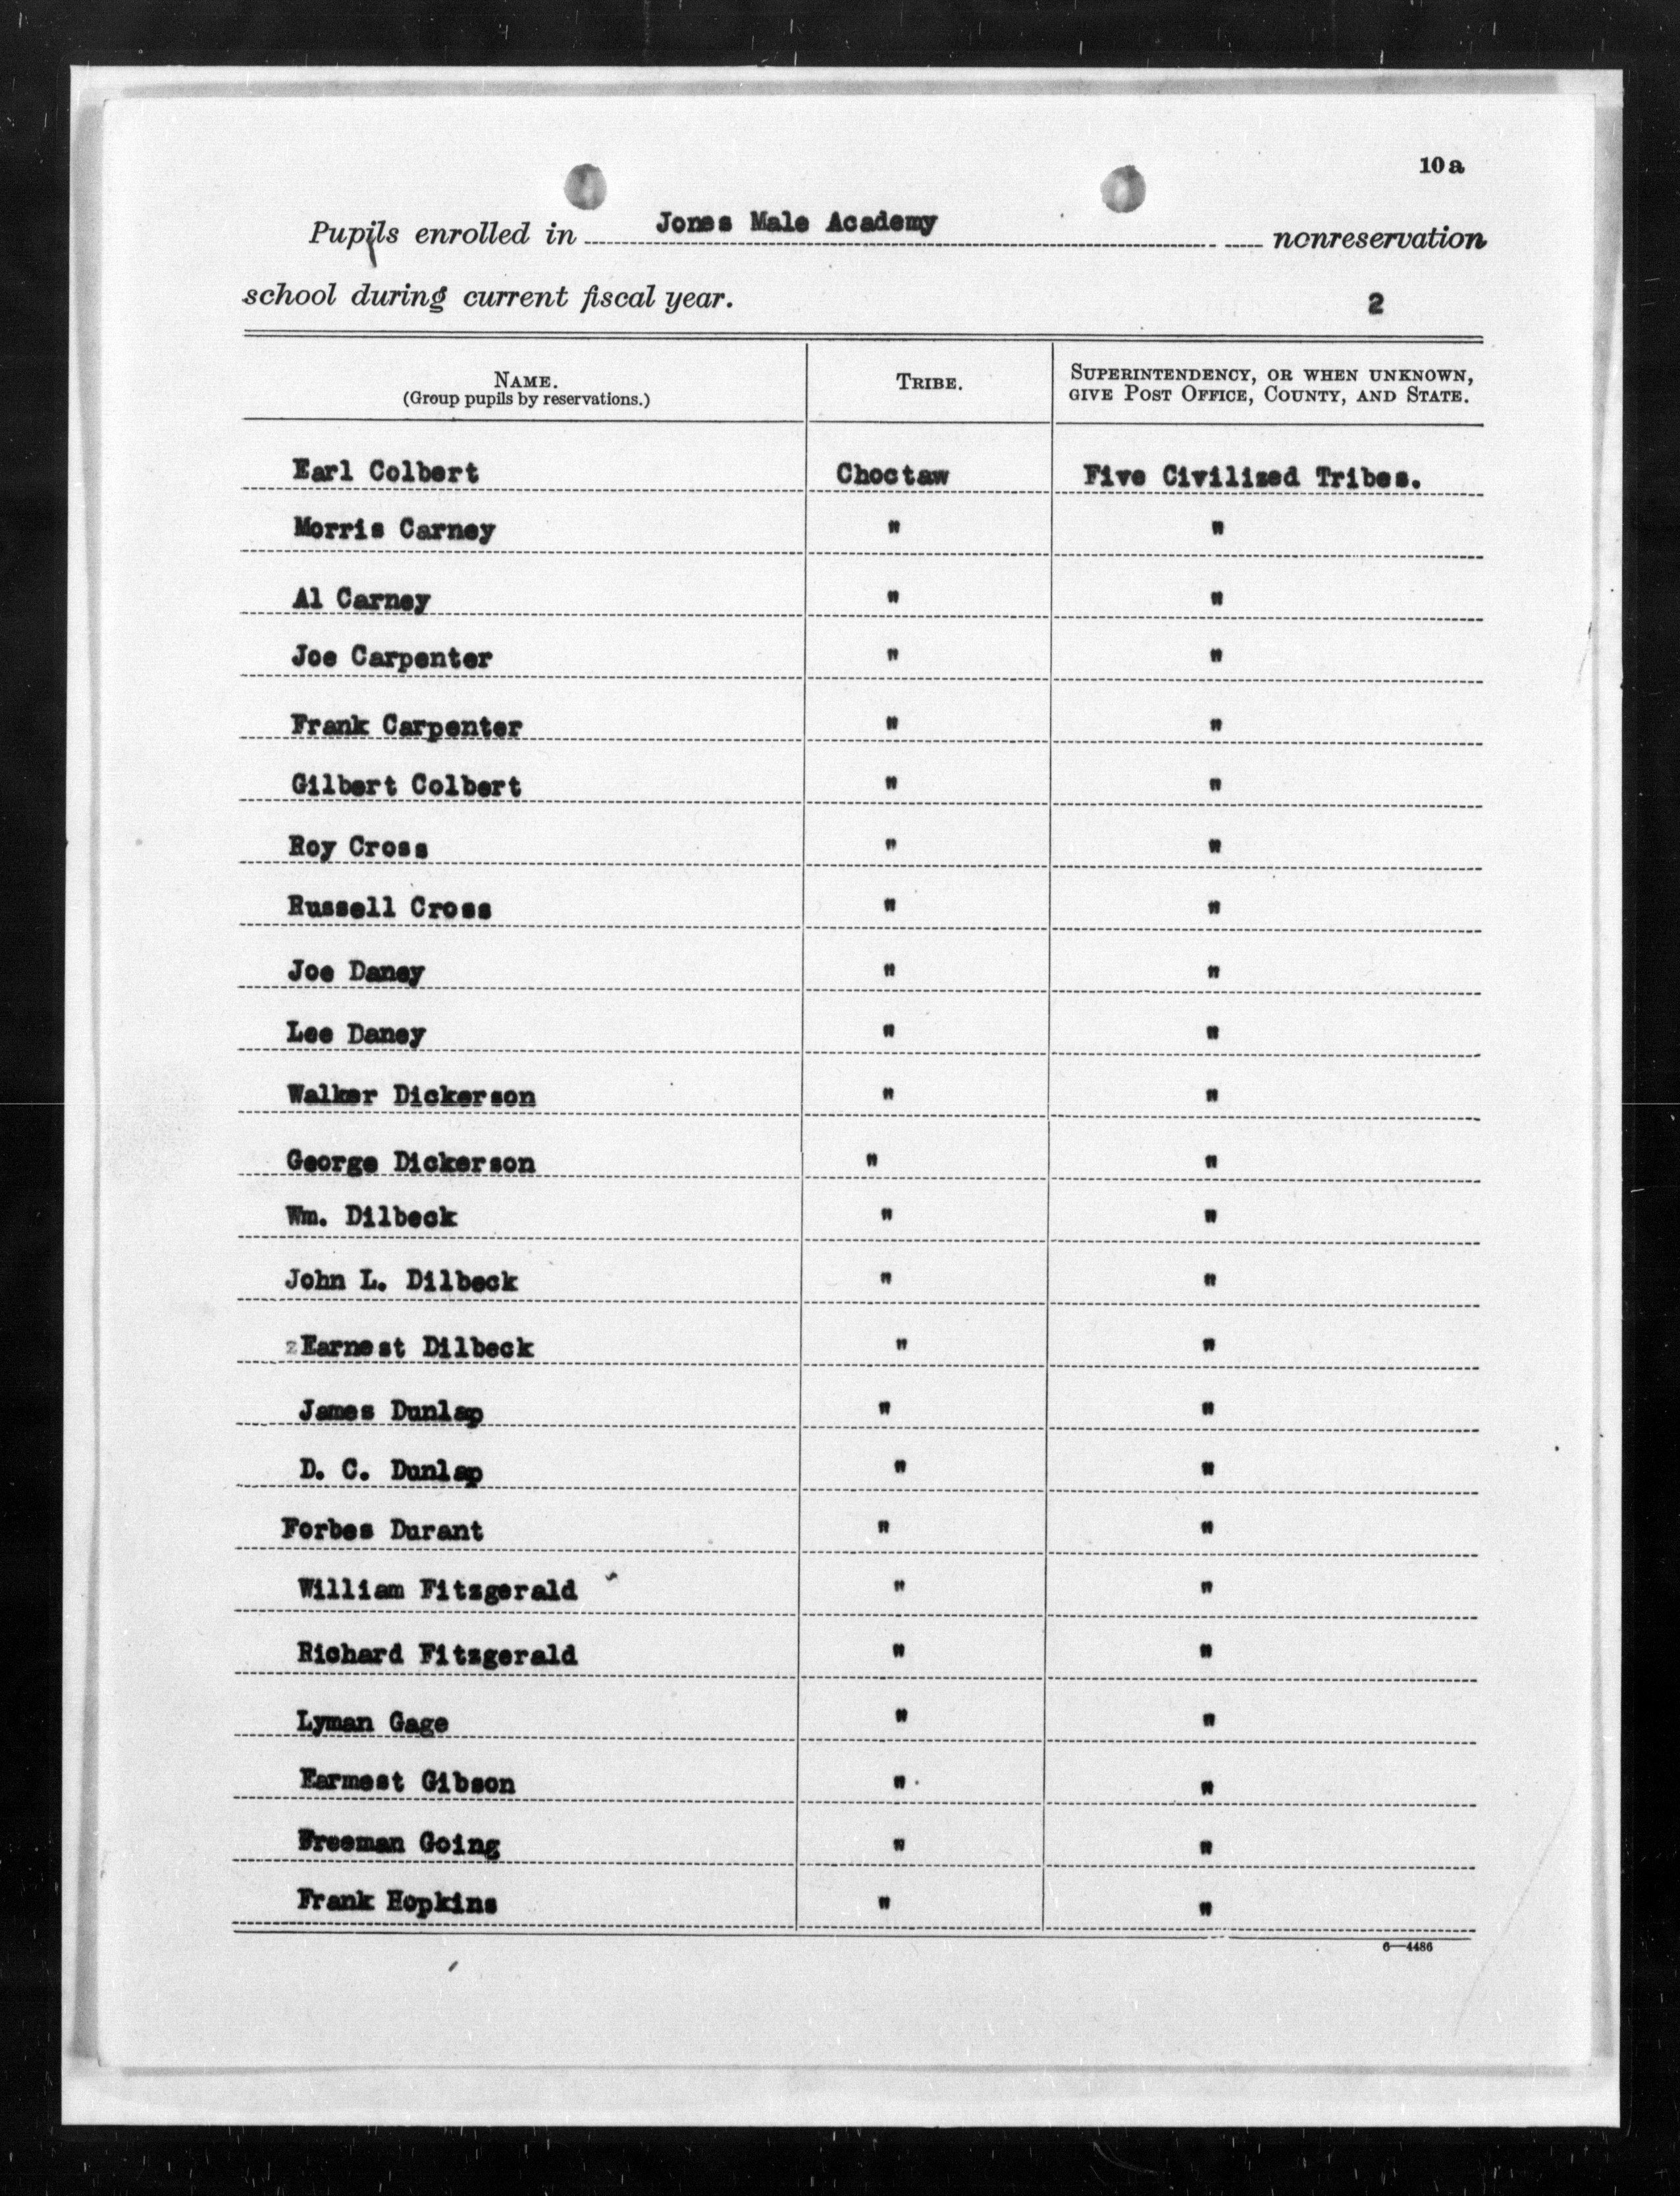 10a
Pupils enrolled in Jones Male Academy nonreservation
school during current fiscal year.
2
NAME. TRIBE. SUPERINTENDENCY, OR WHEN UNKNOWN,
(Group pupils by reservations.) GIVE POST OFFICE, COUNTY, AND STATE.
Earl Colbert Choctaw Five Civilized Tribes.
Morris Carney " "
Al Carney " "
Joe Carpenter " "
Frank Carpenter " "
Gilbert Colbert " "
Roy Cross " "
Russell Cross " "
Joe Daney " "
Lee Daney " "
Walker Dickerson " "
George Dickerson " "
Wm. Dilbeck " "
John L. Dilbeck " "
zEarnest Dilbeck " "
James Dunlap " "
D. C. Dunlap " "
Forbes Durant " "
William Fitzgerald " "
Richard Fitzgerald " "
Lyman Gage " "
Earmest Gibson " "
Freeman Going " "
Frank Hopkins " "
6—4486